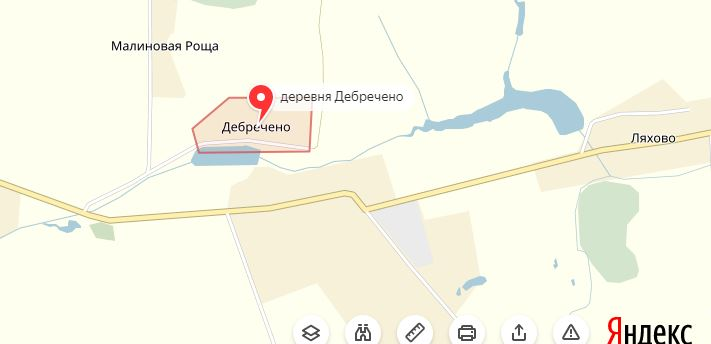 Малиновая Роща
деревня Дебречено
Дебречено
Ляхово
Яндекс